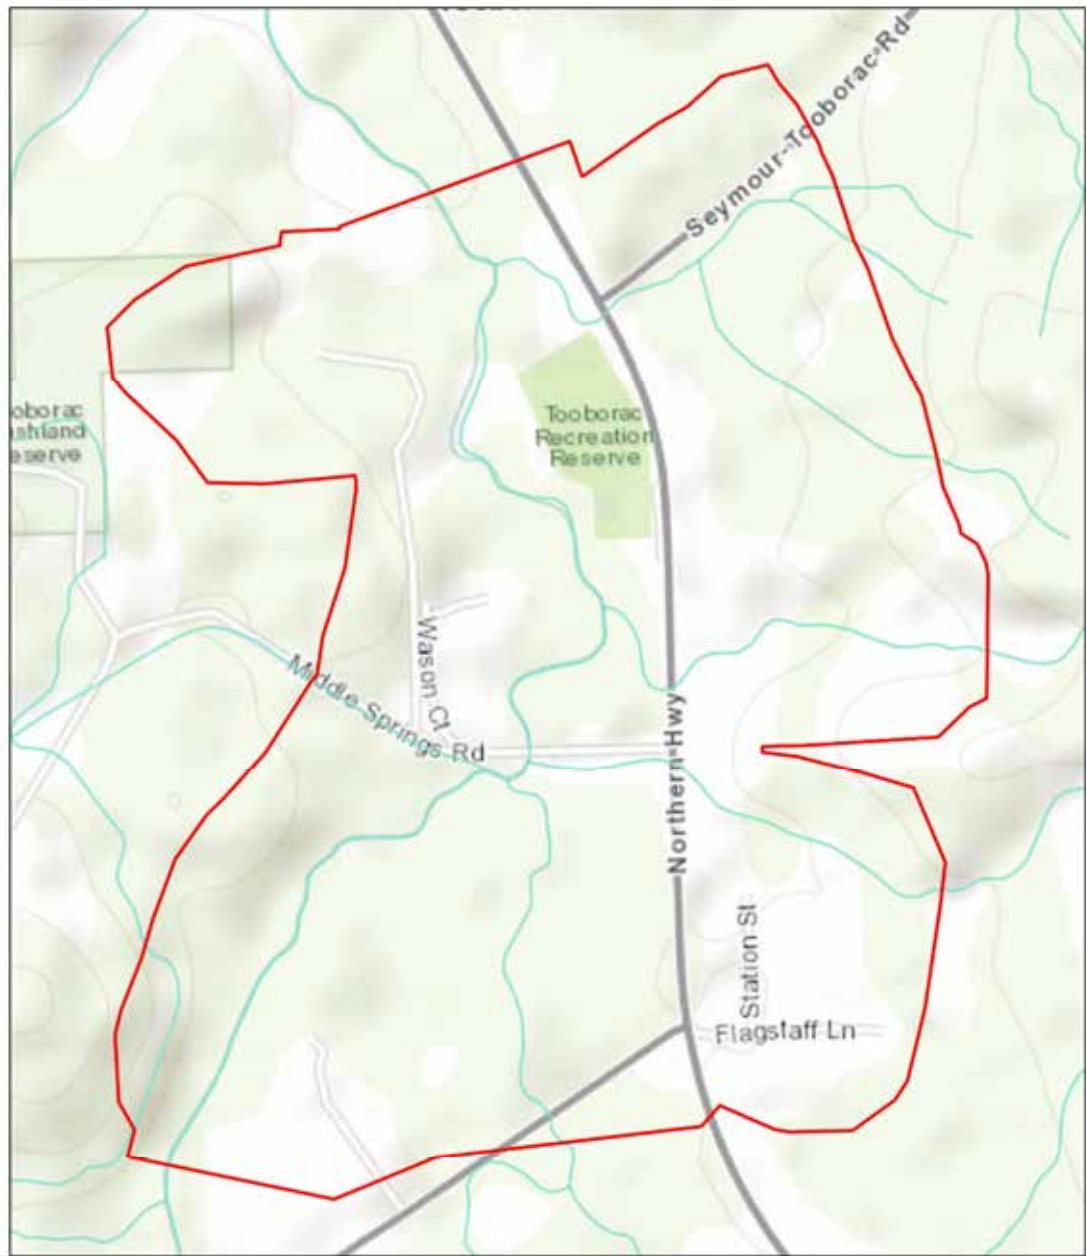 Seymour-Tooborac-Rd
Tooborac
Recreation
Reserve
ooborac
ushland
eserve
Wason Ct
Middle Springs Rd
Northern-Hwy
Station St
Flagstaff Ln